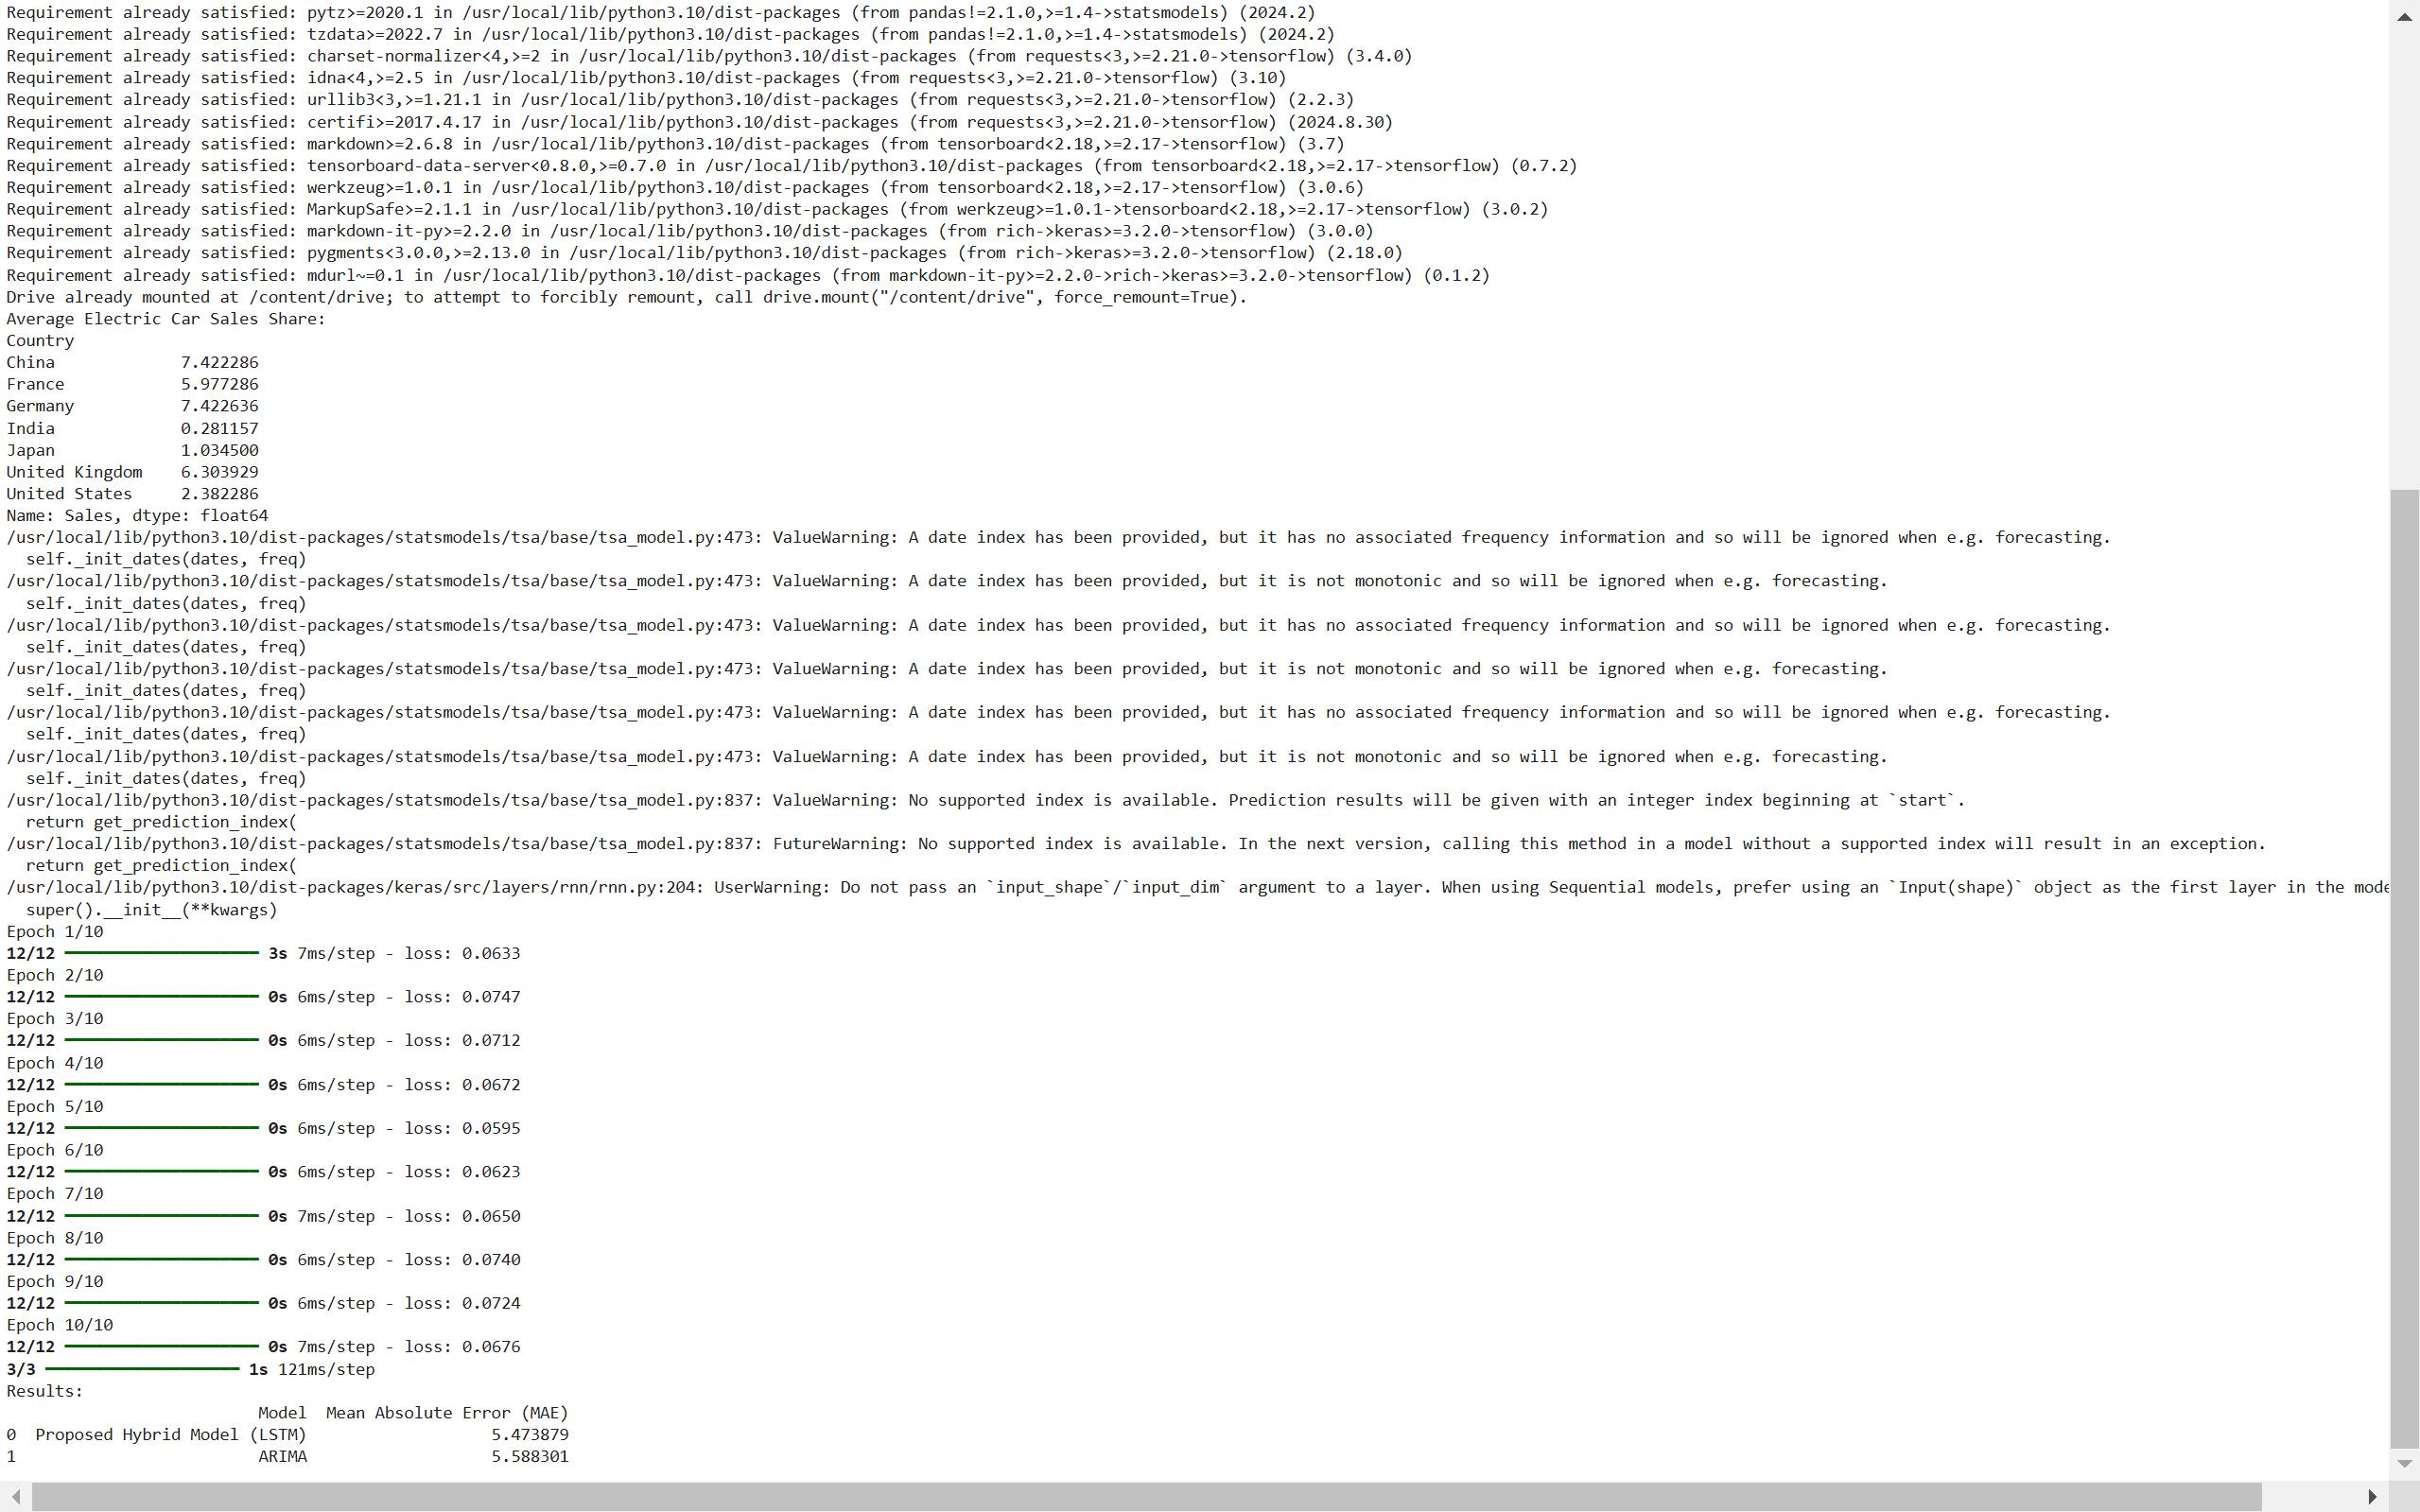 Requirement already satisfied: pytz>=2020.1 in /usr/local/lib/python3.10/dist-packages (from pandas!=2.1.0,>=1.4->statsmodels) (2024.2)
Requirement already satisfied: tzdata>=2022.7 in /usr/local/lib/python3.10/dist-packages (from pandas!=2.1.0,>=1.4->statsmodels) (2024.2)
Requirement already satisfied: charset-normalizer<4,>=2 in /usr/local/lib/python3.10/dist-packages (from requests<3,>=2.21.0->tensorflow) (3.4.0)
Requirement already satisfied: idna<4,>=2.5 in /usr/local/lib/python3.10/dist-packages (from requests<3,>=2.21.0->tensorflow) (3.10)
Requirement already satisfied: urllib3<3,>=1.21.1 in /usr/local/lib/python3.10/dist-packages (from requests<3,>=2.21.0->tensorflow) (2.2.3)
Requirement already satisfied: certifi>=2017.4.17 in /usr/local/lib/python3.10/dist-packages (from requests<3,>=2.21.0->tensorflow) (2024.8.30)
Requirement already satisfied: markdown>=2.6.8 in /usr/local/lib/python3.10/dist-packages (from tensorboard<2.18,>=2.17->tensorflow) (3.7)
Requirement already satisfied: tensorboard-data-server<0.8.0,>=0.7.0 in /usr/local/lib/python3.10/dist-packages (from tensorboard<2.18,>=2.17->tensorflow) (0.7.2)
Requirement already satisfied: werkzeug>=1.0.1 in /usr/local/lib/python3.10/dist-packages (from tensorboard<2.18,>=2.17->tensorflow) (3.0.6)
Requirement already satisfied: MarkupSafe>=2.1.1 in /usr/local/lib/python3.10/dist-packages (from werkzeug>=1.0.1->tensorboard<2.18,>=2.17->tensorflow) (3.0.2)
Requirement already satisfied: markdown-it-py>=2.2.0 in /usr/local/lib/python3.10/dist-packages (from rich->keras>=3.2.0->tensorflow) (3.0.0)
Requirement already satisfied: pygments<3.0.0,>=2.13.0 in /usr/local/lib/python3.10/dist-packages (from rich->keras>=3.2.0->tensorflow) (2.18.0)
Requirement already satisfied: mdurl~=0.1 in /usr/local/lib/python3.10/dist-packages (from markdown-it-py>=2.2.0->rich->keras>=3.2.0->tensorflow) (0.1.2)
Drive already mounted at /content/drive; to attempt to forcibly remount, call drive.mount("/content/drive", force_remount=True).
Average Electric Car Sales Share:
Country
China 7.422286
France 5.977286
Germany 7.422636
India 0.281157
Japan 1.034500
United Kingdom 6.303929
United States 2.382286
Name: Sales, dtype: float64
/usr/local/lib/python3.10/dist-packages/statsmodels/tsa/base/tsa_model.py:473: ValueWarning: A date index has been provided, but it has no associated frequency information and so will be ignored when e.g. forecasting.
self._init_dates(dates, freq)
/usr/local/lib/python3.10/dist-packages/statsmodels/tsa/base/tsa_model.py:473: ValueWarning: A date index has been provided, but it is not monotonic and so will be ignored when e.g. forecasting.
self._init_dates(dates, freq)
/usr/local/lib/python3.10/dist-packages/statsmodels/tsa/base/tsa_model.py:473: ValueWarning: A date index has been provided, but it has no associated frequency information and so will be ignored when e.g. forecasting.
self._init_dates(dates, freq)
/usr/local/lib/python3.10/dist-packages/statsmodels/tsa/base/tsa_model.py:473: ValueWarning: A date index has been provided, but it is not monotonic and so will be ignored when e.g. forecasting.
self._init_dates(dates, freq)
/usr/local/lib/python3.10/dist-packages/statsmodels/tsa/base/tsa_model.py:473: ValueWarning: A date index has been provided, but it has no associated frequency information and so will be ignored when e.g. forecasting.
self._init_dates(dates, freq)
/usr/local/lib/python3.10/dist-packages/statsmodels/tsa/base/tsa_model.py:473: ValueWarning: A date index has been provided, but it is not monotonic and so will be ignored when e.g. forecasting.
self._init_dates(dates, freq)
/usr/local/lib/python3.10/dist-packages/statsmodels/tsa/base/tsa_model.py:837: ValueWarning: No supported index is available. Prediction results will be given with an integer index beginning at `start`.
return get_prediction_index(
/usr/local/lib/python3.10/dist-packages/statsmodels/tsa/base/tsa_model.py:837: FutureWarning: No supported index is available. In the next version, calling this method in a model without a supported index will result in an exception.
return get_prediction_index(
/usr/local/lib/python3.10/dist-packages/keras/src/layers/rnn/rnn.py:204: UserWarning: Do not pass an `input_shape`/`input_dim` argument to a layer. When using Sequential models, prefer using an `Input(shape)` object as the first layer in the mode
super().__init__(**kwargs)
Epoch 1/10
12/12 3s 7ms/step - loss: 0.0633
Epoch 2/10
12/12 0s 6ms/step - loss: 0.0747
Epoch 3/10
12/12 0s 6ms/step - loss: 0.0712
Epoch 4/10
12/12 0s 6ms/step - loss: 0.0672
Epoch 5/10
12/12 0s 6ms/step - loss: 0.0595
Epoch 6/10
12/12 0s 6ms/step - loss: 0.0623
Epoch 7/10
12/12 0s 7ms/step - loss: 0.0650
Epoch 8/10
12/12 0s 6ms/step - loss: 0.0740
Epoch 9/10
12/12 0s 6ms/step - loss: 0.0724
Epoch 10/10
12/12 0s 7ms/step - loss: 0.0676
3/3 1s 121ms/step
Results:
Model Mean Absolute Error (MAE)
0 Proposed Hybrid Model (LSTM) 5.473879
1 ARIMA 5.588301